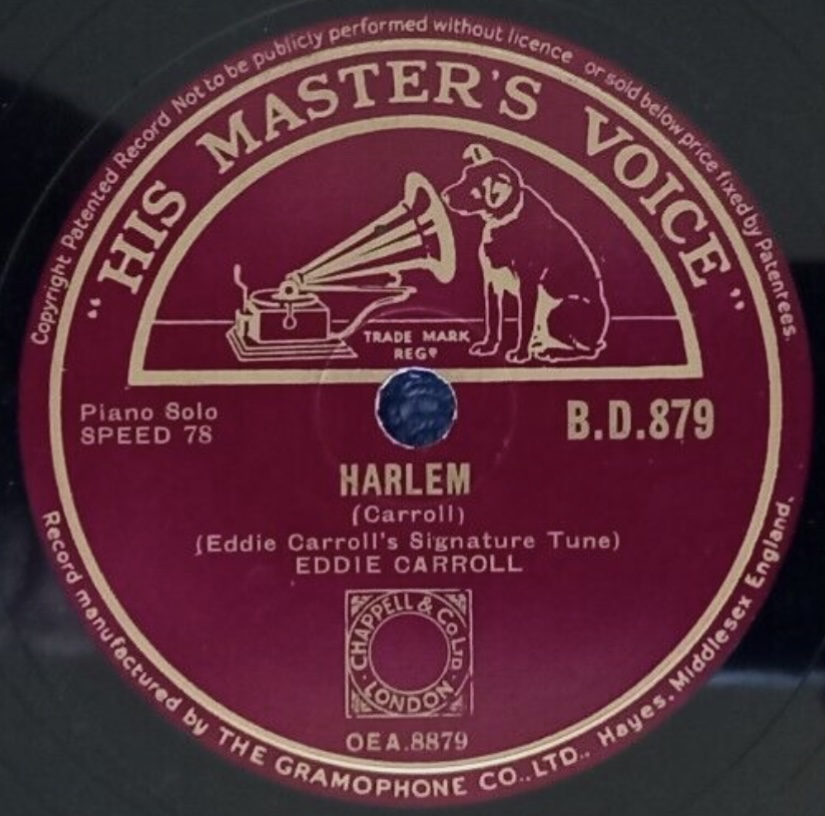 Copyright Patented Record Not to be publicly performed without licence or sold below price fixed by Patentees.
"HIS MASTER'S VOICE"
TRADE MARK
REGD
Piano Solo
SPEED 78
B.D.879
HARLEM
(Carroll)
(Eddie Carroll's Signature Tune)
EDDIE CARROLL
CHAPPELL & Co LTD.
LONDON
OEA.8879
Record manufactured by THE GRAMOPHONE CO.,LTD., Hayes, Middlesex England.